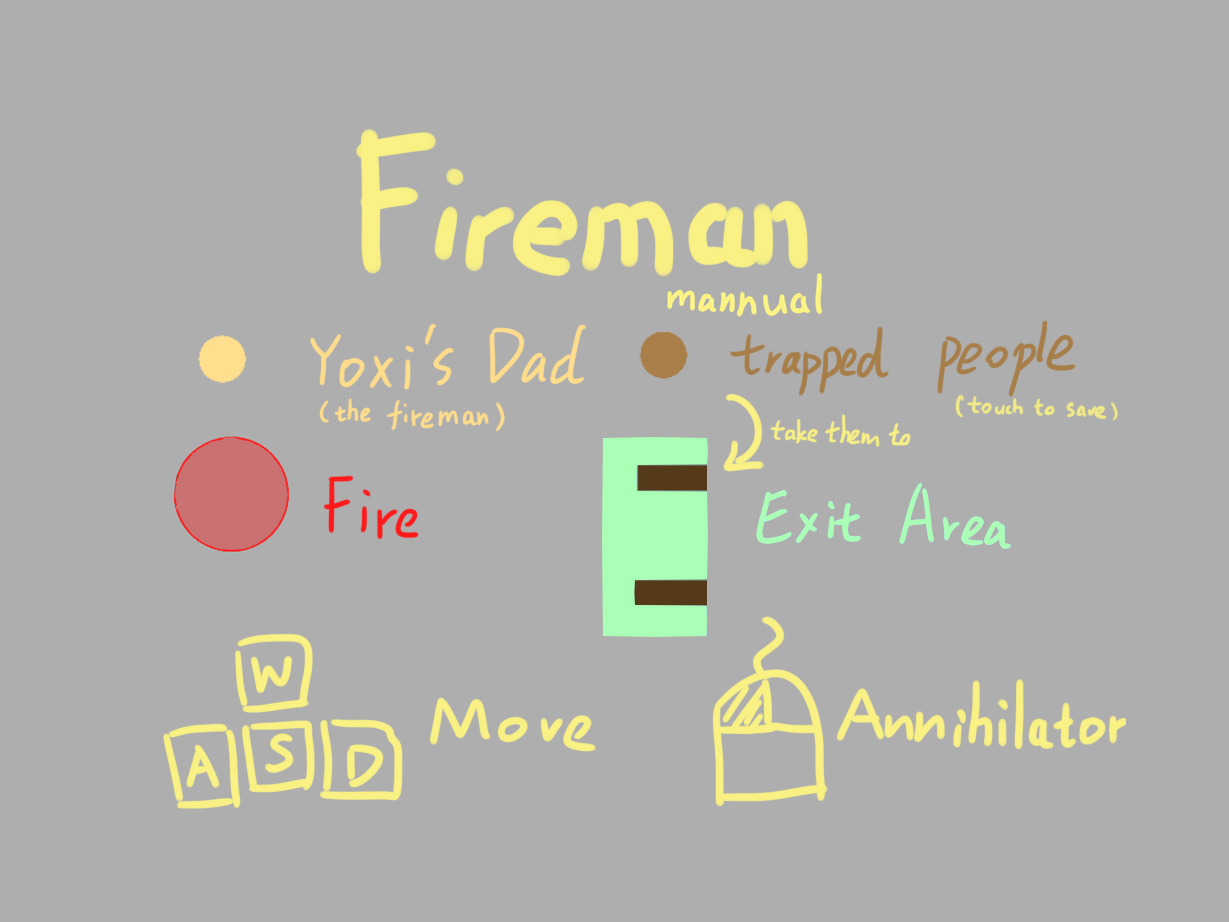 Fireman
mannual
Yoxi's Dad
(the fireman)
trapped people
(touch to save)
take them to
Fire
Exit Area
W
A S D
Move
Annihilator